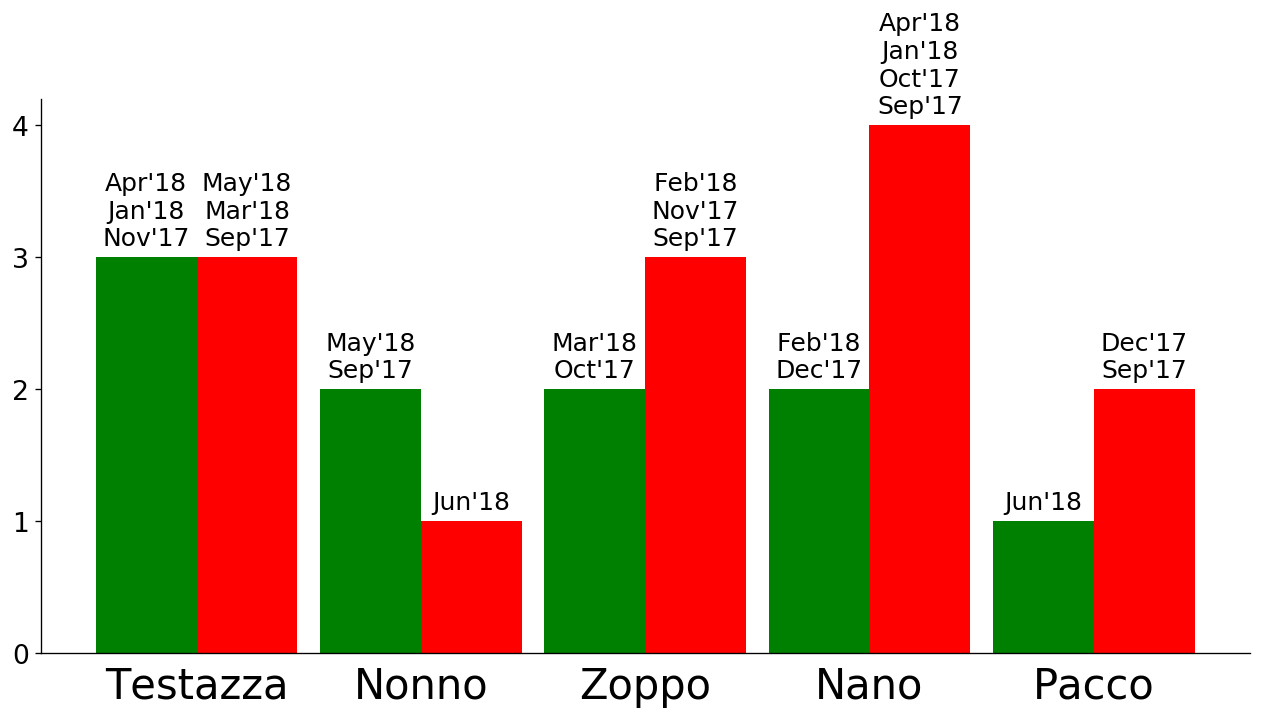 Apr'18
Jan'18
Oct'17
Sep'17
4
Apr'18 May'18
Jan'18 Mar'18
Nov'17 Sep'17
Feb'18
Nov'17
Sep'17
3
May'18
Sep'17
Mar'18
Oct'17
Feb'18
Dec'17
Dec'17
Sep'17
2
Jun'18
Jun'18
1
0
Testazza Nonno Zoppo Nano Pacco